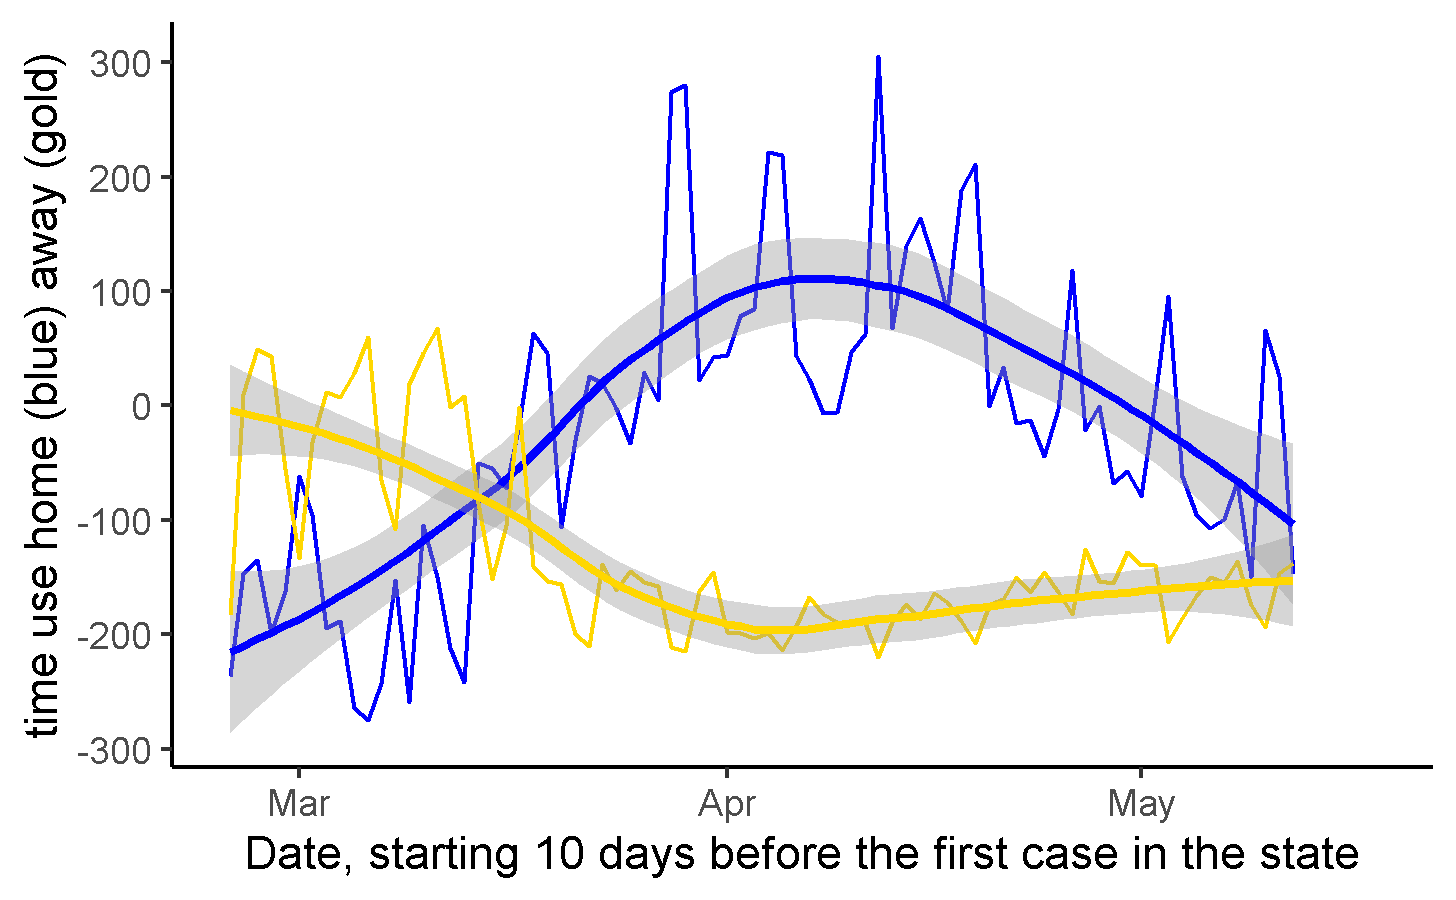 time use home (blue) away (gold)
300
200
100
0
-100
-200
-300
Mar Apr May
Date, starting 10 days before the first case in the state